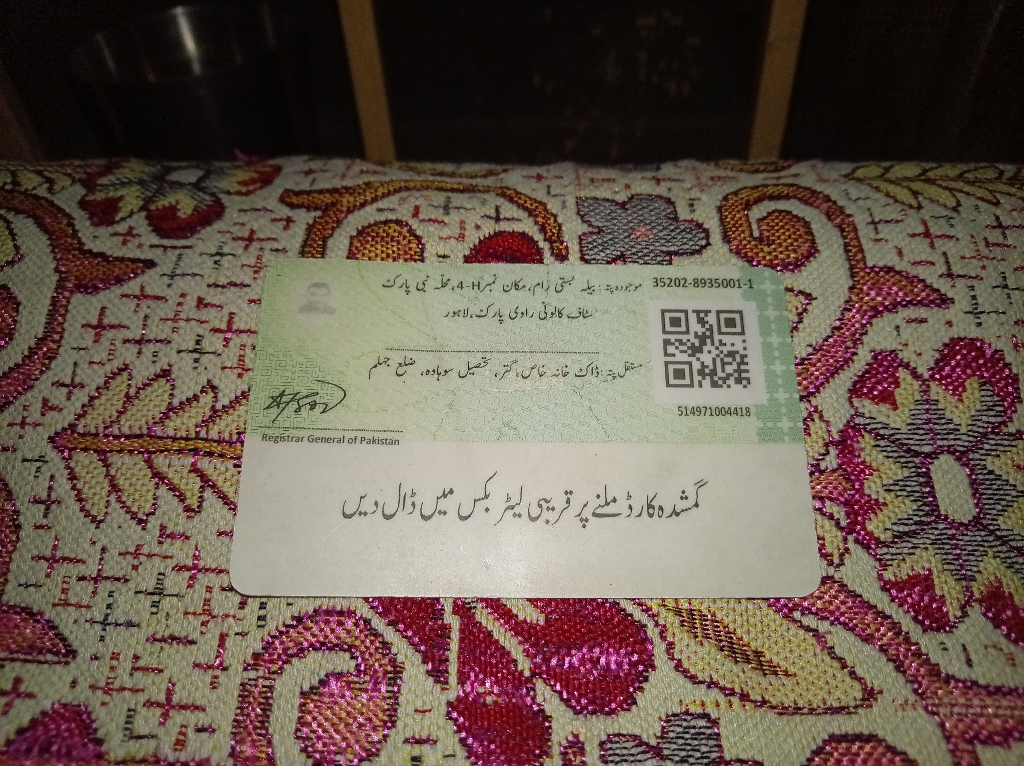 35202-8935001-1
موجودہ پتہ : بیلہ بستی رام، مکان نمبر 4-H، محلہ نبی پارک
سٹاف کالونی راوی پارک، لاہور
مستقل پتہ : ڈاک خانہ خاص، گتر، تحصیل سوہاوہ، ضلع جہلم
514971004418
Registrar General of Pakistan
گمشدہ کارڈ ملنے پر قریبی لیٹر بکس میں ڈال دیں